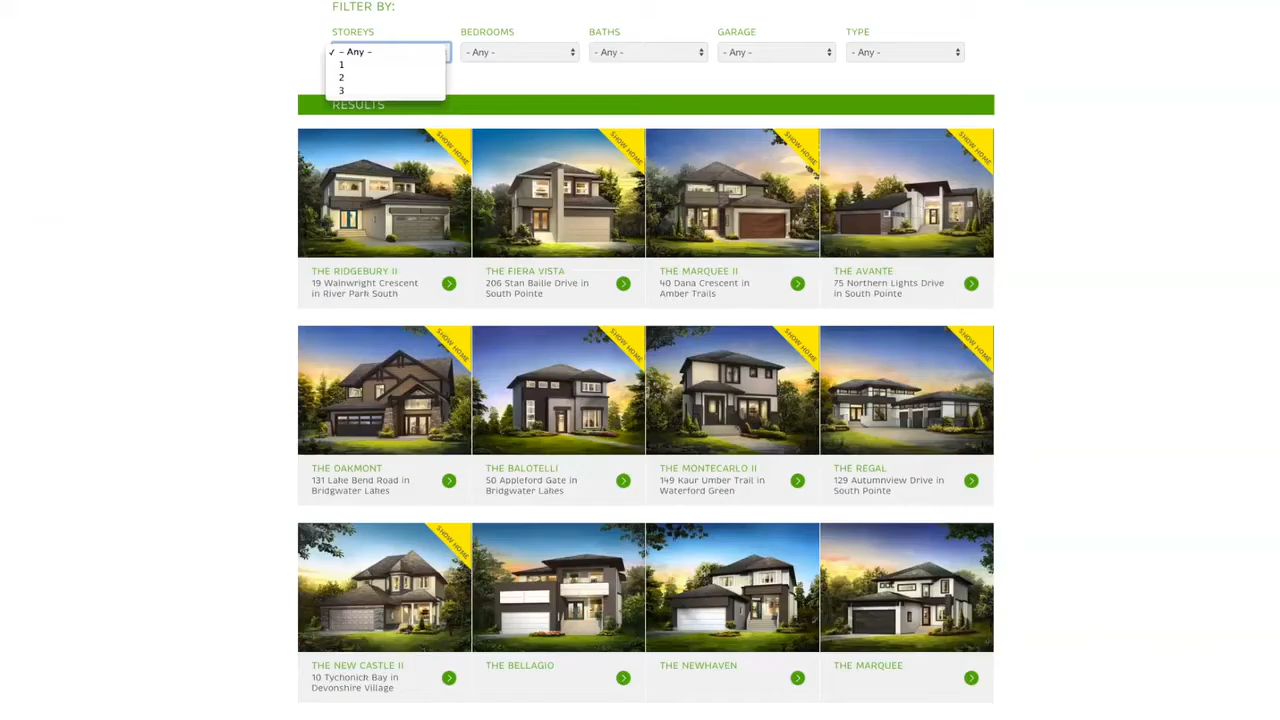 FILTER BY:
STOREYS BEDROOMS BATHS GARAGE TYPE
✓ - Any - - Any - - Any - - Any - - Any -
1
2
3
RESULTS
SHOW HOME SHOW HOME SHOW HOME SHOW HOME
THE RIDGEBURY II THE FIERA VISTA THE MARQUEE II THE AVANTE
19 Wainwright Crescent 206 Stan Bailie Drive in 40 Dana Crescent in 75 Northern Lights Drive
in River Park South South Pointe Amber Trails in South Pointe
SHOW HOME SHOW HOME SHOW HOME SHOW HOME
THE OAKMONT THE BALOTELLI THE MONTECARLO II THE REGAL
131 Lake Bend Road in 50 Appleford Gate in 149 Kaur Umber Trail in 129 Autumnview Drive in
Bridgwater Lakes Bridgwater Lakes Waterford Green South Pointe
SHOW HOME
THE NEW CASTLE II THE BELLAGIO THE NEWHAVEN THE MARQUEE
10 Tychonick Bay in
Devonshire Village